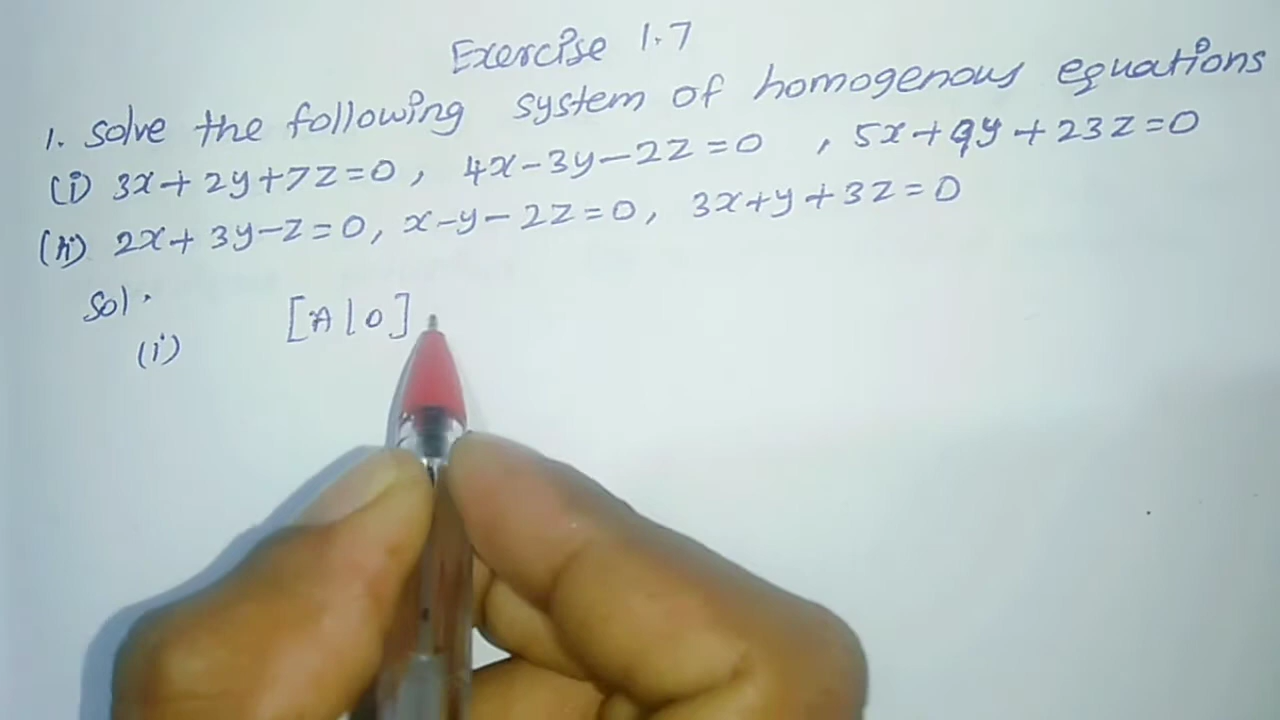 Exercise 1.7
1. Solve the following system of homogenous equations
(i) 3x+2y+7z=0, 4x-3y-2z=0, 5x+9y+23z=0
(ii) 2x+3y-z=0, x-y-2z=0, 3x+y+3z=0
Sol.
(i) [A|0]